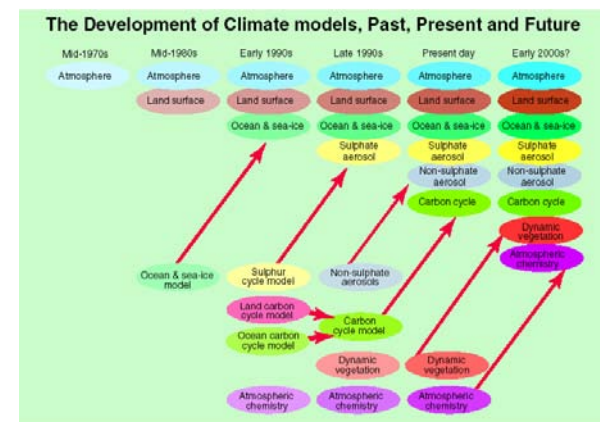 The Development of Climate models, Past, Present and Future
Mid-1970s
Mid-1980s
Early 1990s
Late 1990s
Present day
Early 2000s?
Atmosphere
Atmosphere
Atmosphere
Atmosphere
Atmosphere
Atmosphere
Land surface
Land surface
Land surface
Land surface
Land surface
Ocean & sea-ice
Ocean & sea-ice
Ocean & sea-ice
Ocean & sea-ice
Sulphate
aerosol
Sulphate
aerosol
Sulphate
aerosol
Non-sulphate
aerosol
Non-sulphate
aerosol
Carbon cycle
Carbon cycle
Dynamic
vegetation
Atmospheric
chemistry
Ocean & sea-ice
model
Sulphur
cycle model
Non-sulphate
aerosols
Land carbon
cycle model
Carbon
cycle model
Ocean carbon
cycle model
Dynamic
vegetation
Dynamic
vegetation
Atmospheric
chemistry
Atmospheric
chemistry
Atmospheric
chemistry